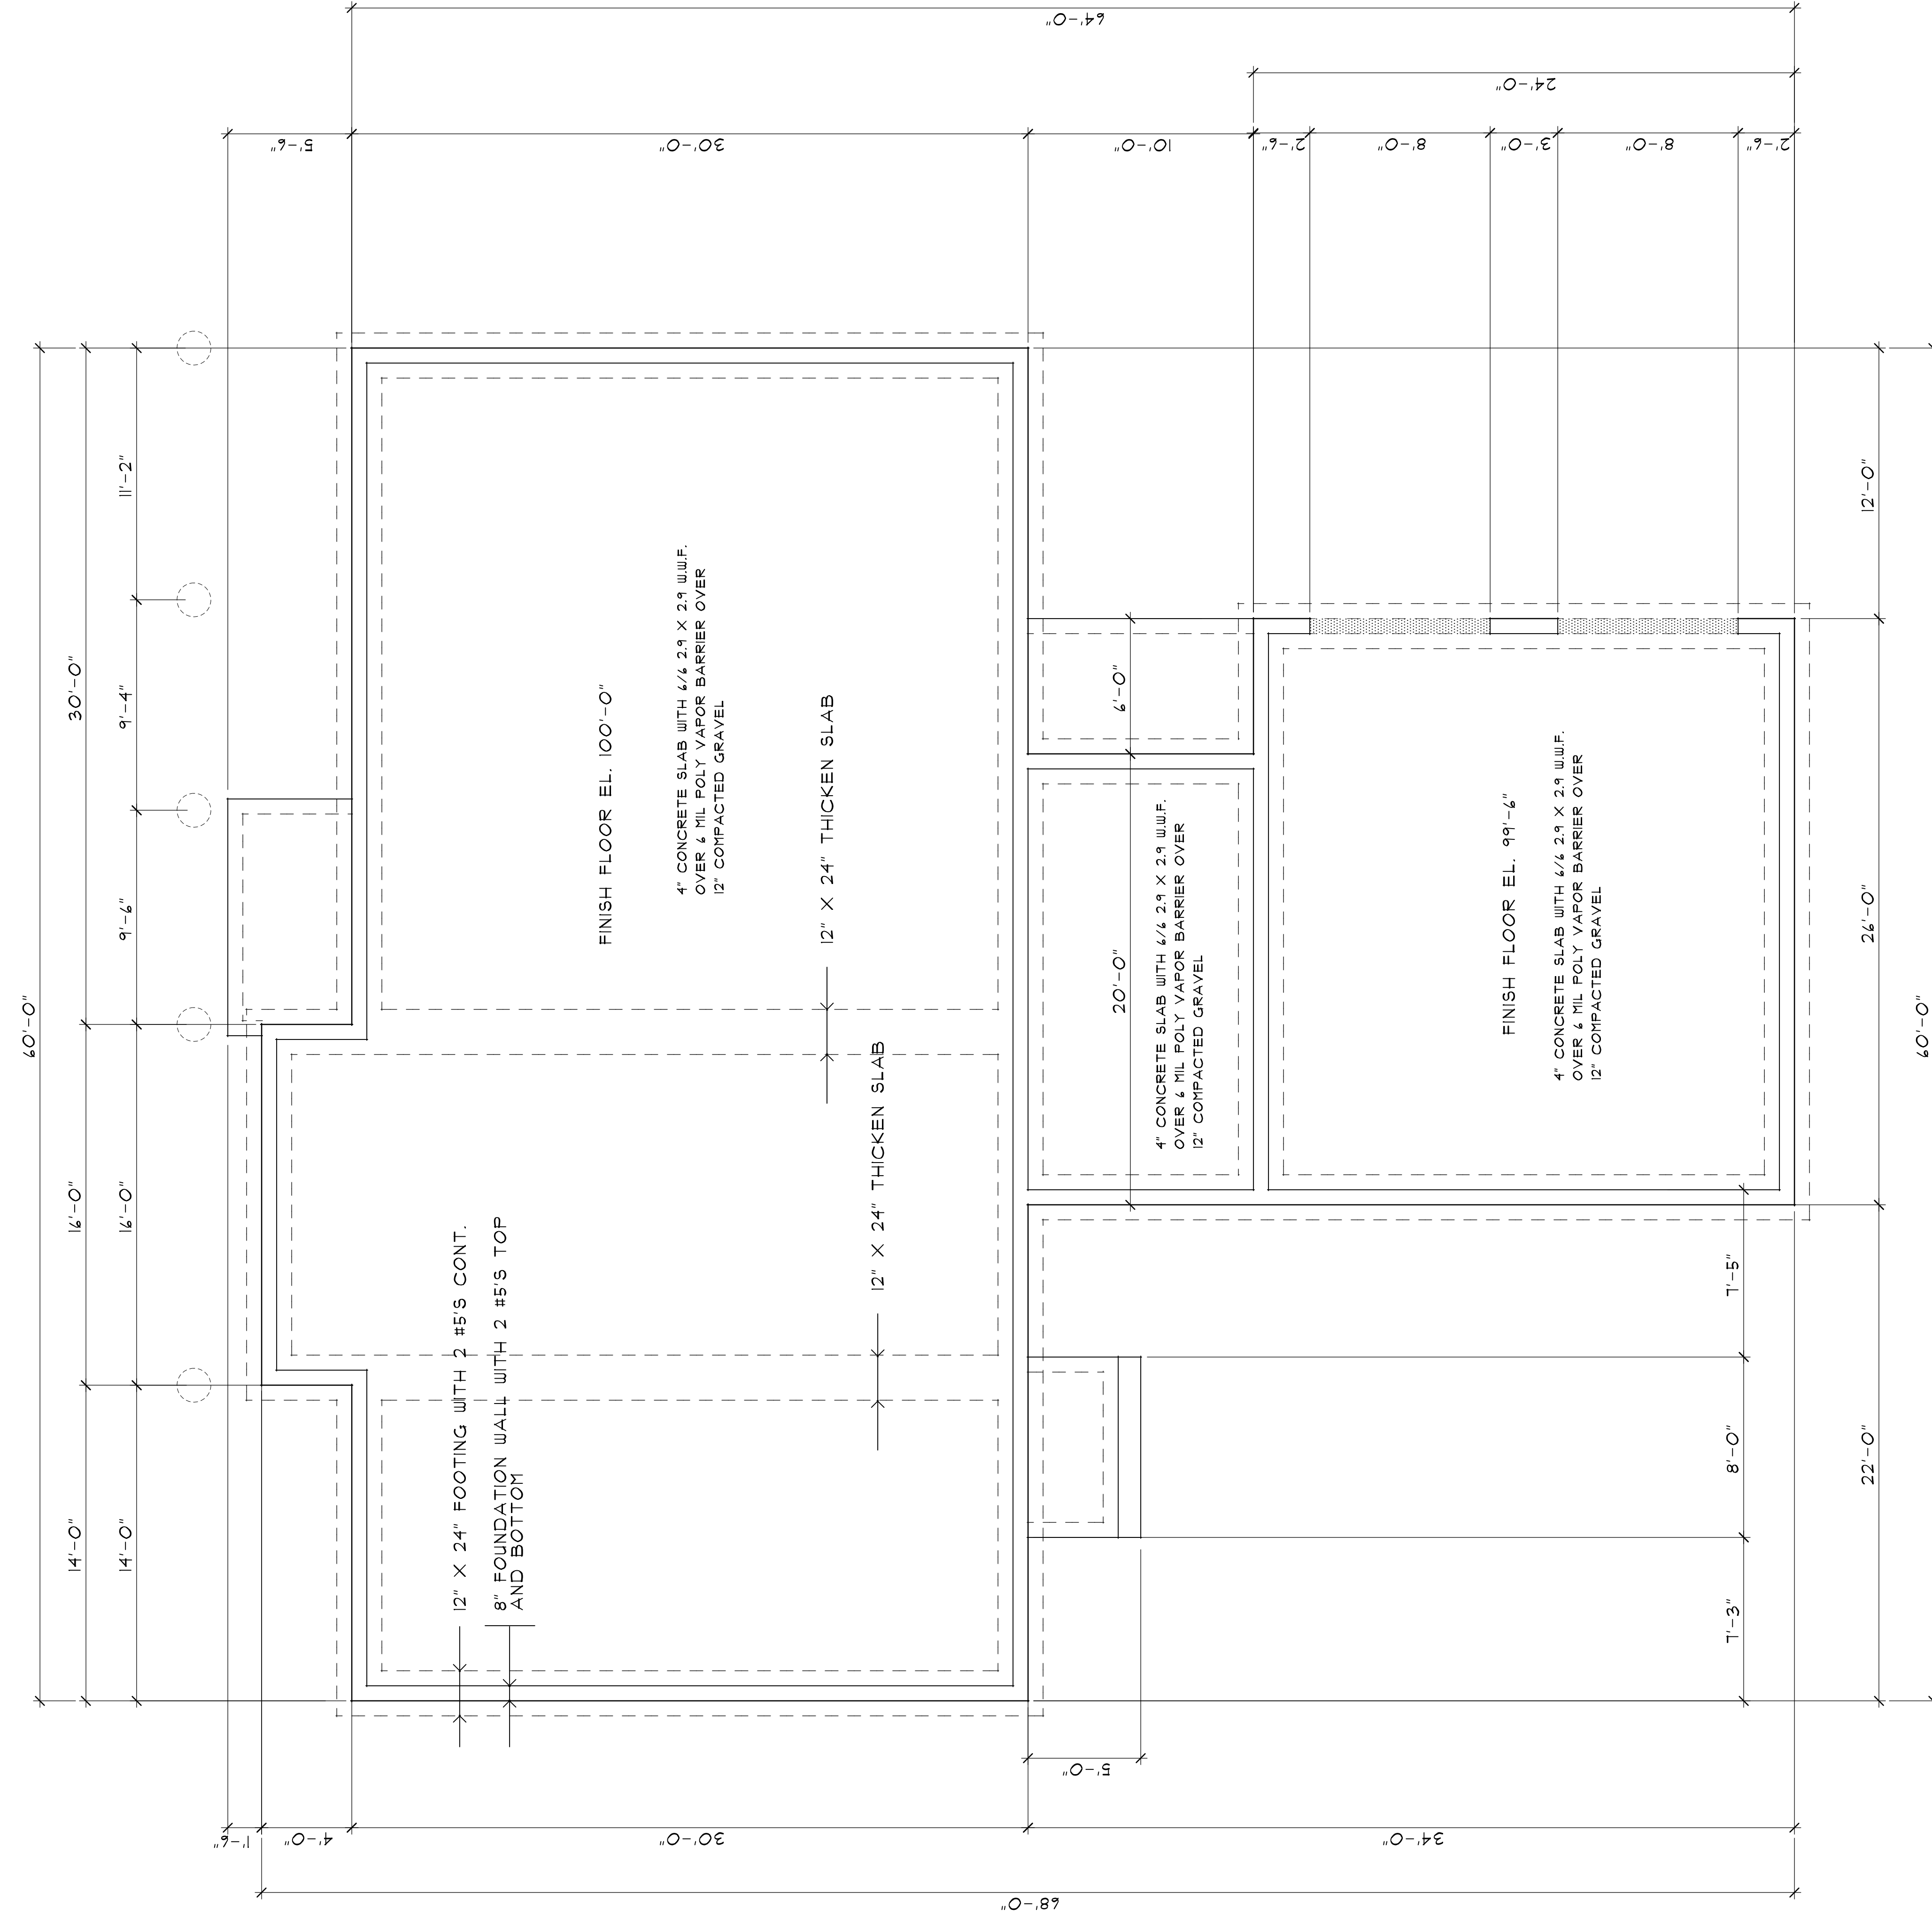 60'-0"
14'-0"
16'-0"
30'-0"
14'-0"
16'-0"
9'-6"
9'-4"
11'-2"
1'-6"
4'-0"
30'-0"
34'-0"
68'-0"
5'-6"
30'-0"
10'-0"
2'-6"
8'-0"
3'-0"
8'-0"
2'-6"
24'-0"
64'-0"
12" X 24" FOOTING WITH 2 #5'S CONT.
8" FOUNDATION WALL WITH 2 #5'S TOP
AND BOTTOM
FINISH FLOOR EL. 100'-0"
4" CONCRETE SLAB WITH 6/6 2.9 X 2.9 W.W.F.
OVER 6 MIL POLY VAPOR BARRIER OVER
12" COMPACTED GRAVEL
12" X 24" THICKEN SLAB
12" X 24" THICKEN SLAB
5'-0"
20'-0"
6'-0"
4" CONCRETE SLAB WITH 6/6 2.9 X 2.9 W.W.F.
OVER 6 MIL POLY VAPOR BARRIER OVER
12" COMPACTED GRAVEL
FINISH FLOOR EL. 99'-6"
4" CONCRETE SLAB WITH 6/6 2.9 X 2.9 W.W.F.
OVER 6 MIL POLY VAPOR BARRIER OVER
12" COMPACTED GRAVEL
7'-3"
8'-0"
7'-5"
22'-0"
26'-0"
12'-0"
60'-0"